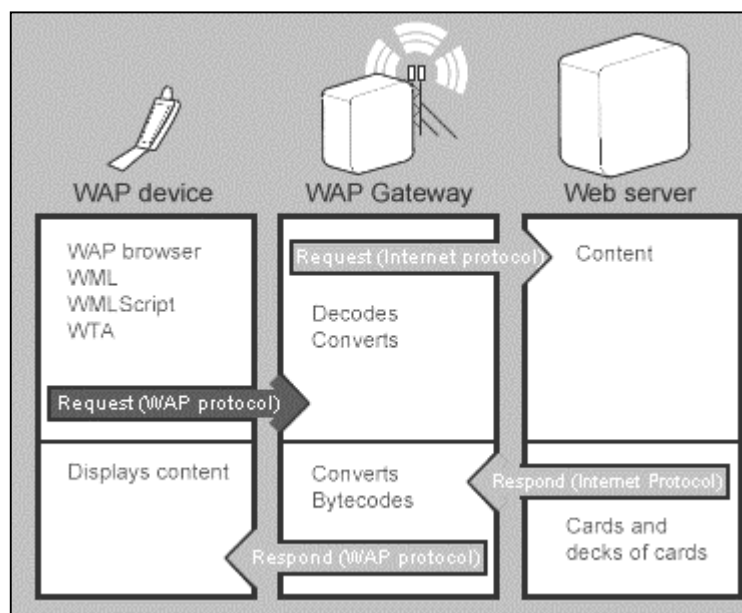 WAP device
WAP Gateway
Web server
WAP browser
WML
WMLScript
WTA
Request (WAP protocol)
Request (Internet protocol)
Decodes
Converts
Content
Displays content
Converts
Bytecodes
Respond (WAP protocol)
Respond (Internet Protocol)
Cards and
decks of cards